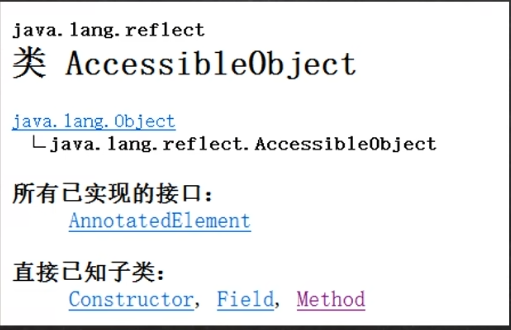 java.lang.reflect
类 AccessibleObject
java.lang.Object
java.lang.reflect.AccessibleObject
所有已实现的接口：
AnnotatedElement
直接已知子类：
Constructor, Field, Method